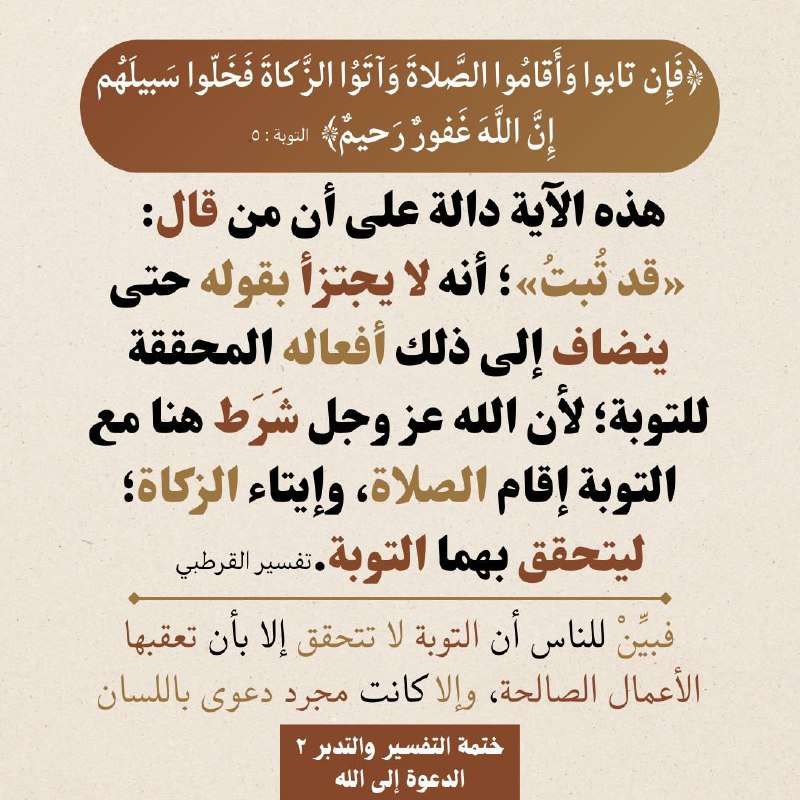 ﴿فَإِن تابوا وَأَقامُوا الصَّلاةَ وَآتَوُا الزَّكاةَ فَخَلّوا سَبيلَهُم
إِنَّ اللَّهَ غَفورٌ رَحيمٌ﴾ التوبة : ٥
هذه الآية دالة على أن من قال:
«قد تُبتُ»؛ أنه لا يجتزأ بقوله حتى
ينضاف إلى ذلك أفعاله المحققة
للتوبة؛ لأن الله عز وجل شَرَط هنا مع
التوبة إقام الصلاة، وإيتاء الزكاة؛
ليتحقق بهما التوبة. تفسير القرطبي
فبيِّنْ للناس أن التوبة لا تتحقق إلا بأن تعقبها
الأعمال الصالحة، وإلا كانت مجرد دعوى باللسان
ختمة التفسير والتدبر ٢
الدعوة إلى الله